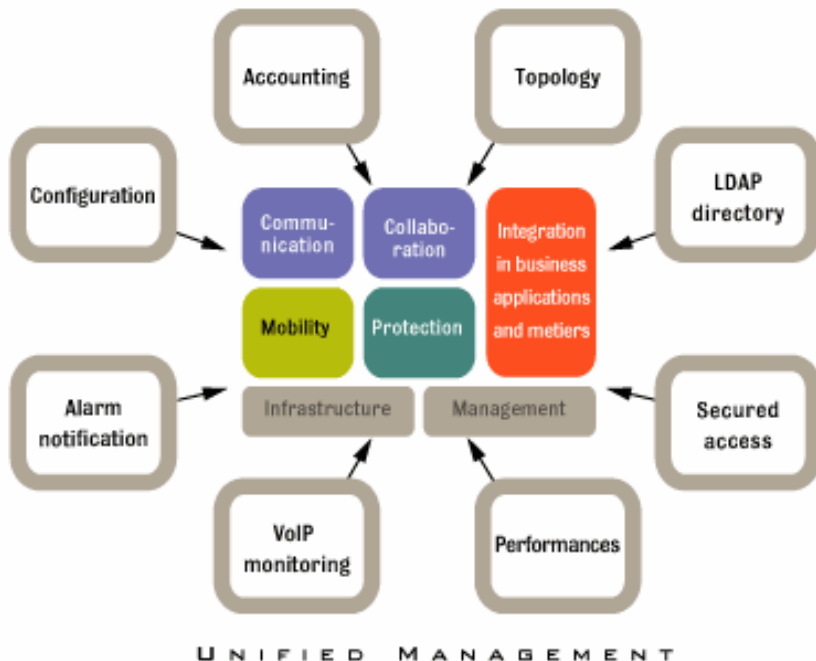 Accounting
Topology
Configuration
LDAP
directory
Commu-
nication
Collabo-
ration
Integration
in business
applications
and metiers
Mobility
Protection
Infrastructure
Management
Alarm
notification
Secured
access
VoIP
monitoring
Performances
UNIFIED MANAGEMENT